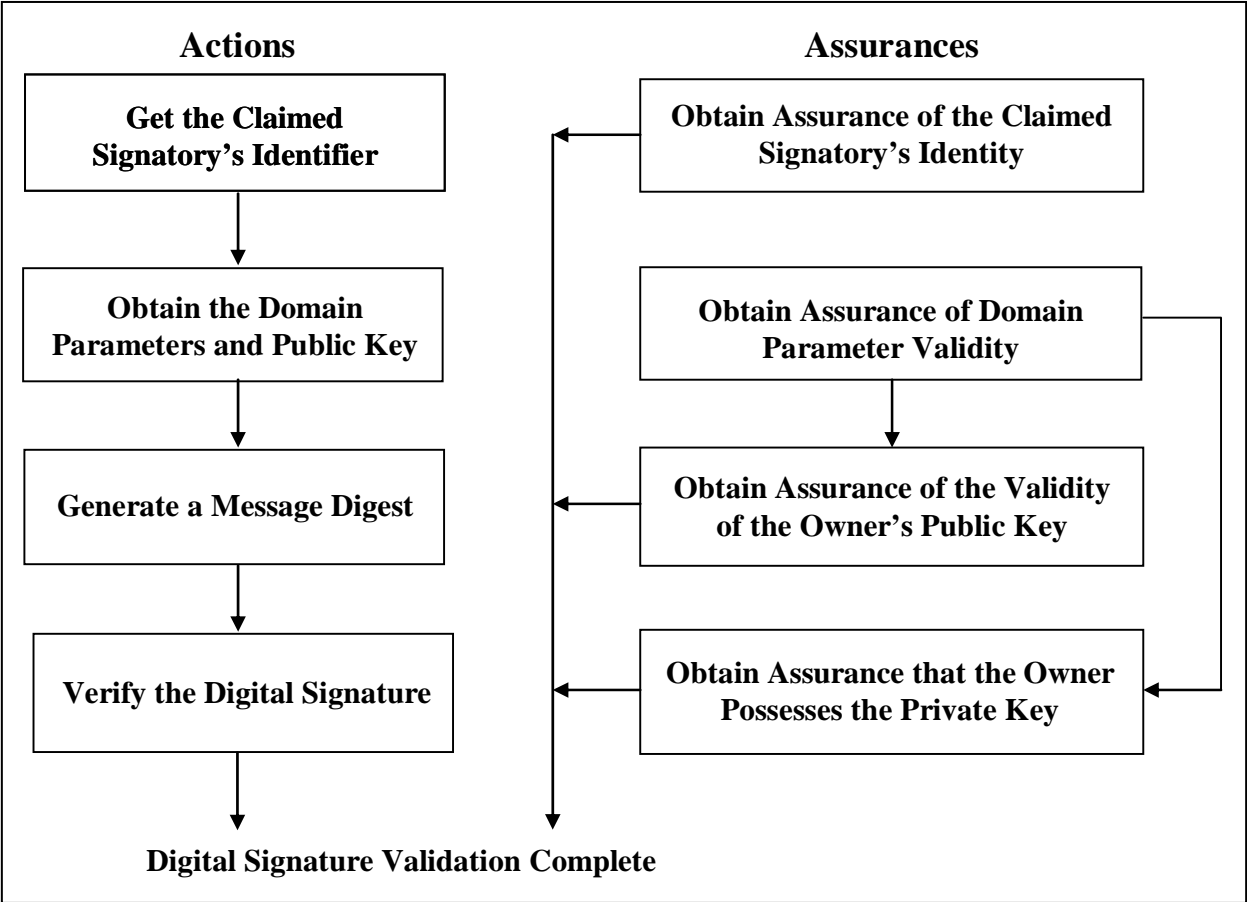 Actions
Get the Claimed
Signatory’s Identifier
Obtain the Domain
Parameters and Public Key
Generate a Message Digest
Verify the Digital Signature
Assurances
Obtain Assurance of the Claimed
Signatory’s Identity
Obtain Assurance of Domain
Parameter Validity
Obtain Assurance of the Validity
of the Owner’s Public Key
Obtain Assurance that the Owner
Possesses the Private Key
Digital Signature Validation Complete